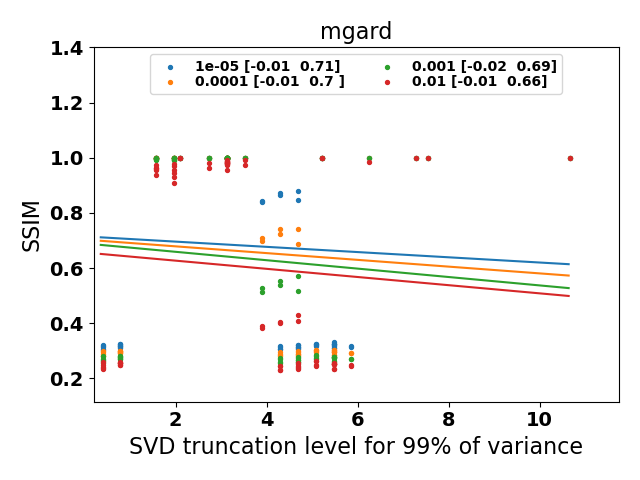 mgard
1e-05 [-0.01 0.71]
0.0001 [-0.01 0.7 ]
0.001 [-0.02 0.69]
0.01 [-0.01 0.66]
SSIM
1.4
1.2
1.0
0.8
0.6
0.4
0.2
2 4 6 8 10
SVD truncation level for 99% of variance